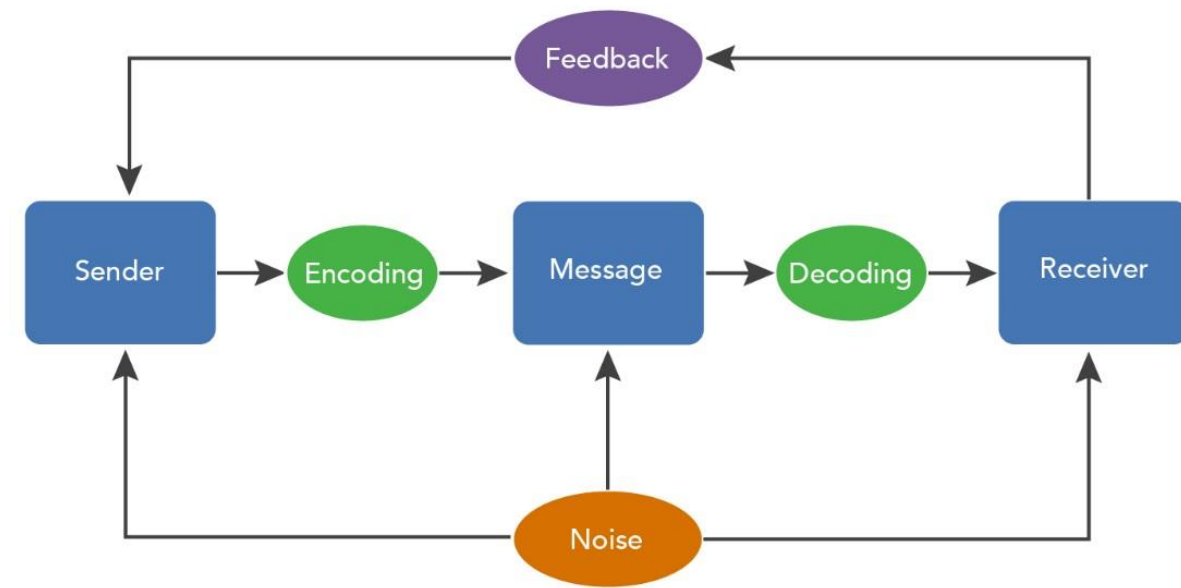 Feedback
Sender
Encoding
Message
Decoding
Receiver
Noise